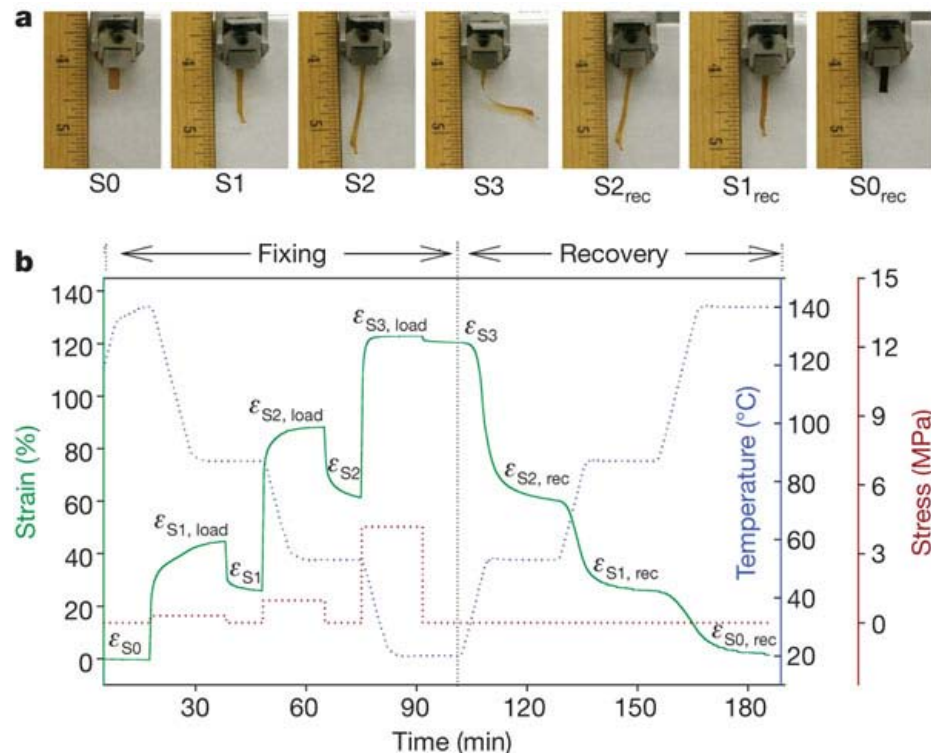 a
S0 S1 S2 S3 S2rec S1rec S0rec
b
Fixing Recovery
Strain (%)
140
120
100
80
60
40
20
0
εS0
εS1, load
εS1
εS2, load
εS2
εS3, load
εS3
εS2, rec
εS1, rec
εS0, rec
140
120
100
80
60
40
20
Temperature (°C)
15
12
9
6
3
0
Stress (MPa)
30 60 90 120 150 180
Time (min)